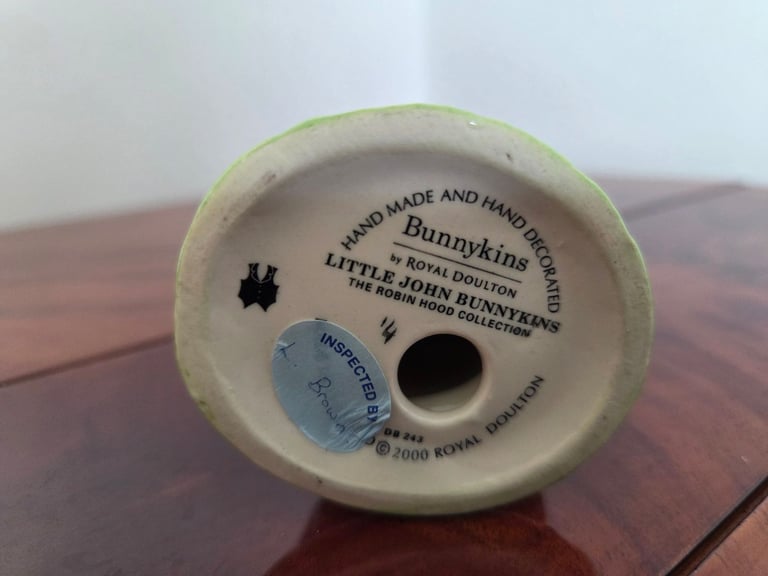 HAND MADE AND HAND DECORATED
Bunnykins
by ROYAL DOULTON
LITTLE JOHN BUNNYKINS
THE ROBIN HOOD COLLECTION
INSPECTED BY
K. Brown
DB 243
© 2000 ROYAL DOULTON